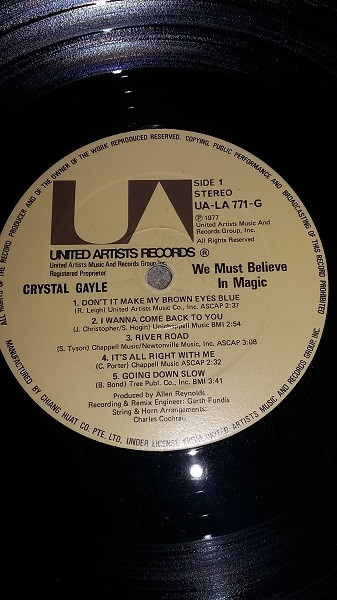 ALL RIGHTS OF THE RECORD PRODUCER AND OF THE OWNER OF THE WORK REPRODUCED RESERVED. COPYING, PUBLIC PERFORMANCE AND BROADCASTING OF THIS RECORD PROHIBITED
UA
SIDE 1
STEREO
UA-LA 771-G
Ⓟ 1977
United Artists Music And
Records Group, Inc.
All Rights Reserved
UNITED ARTISTS RECORDS ®
United Artists Music And Records Group Inc.
Registered Proprietor
We Must Believe
In Magic
CRYSTAL GAYLE
1. DON'T IT MAKE MY BROWN EYES BLUE
(R. Leigh) United Artists Music Co. Inc. ASCAP 2:37
2. I WANNA COME BACK TO YOU
(J. Christopher/S. Hogin) Unichappell Music BMI 2:54
3. RIVER ROAD
(S. Tyson) Chappell Music/Newtonville Music, Inc. ASCAP 3:08
4. IT'S ALL RIGHT WITH ME
(C. Porter) Chappell Music ASCAP 2:32
5. GOING DOWN SLOW
(B. Bond) Tree Publ. Co., Inc. BMI 3:41
Produced by Allen Reynolds
Recording & Remix Engineer: Garth Fundis
String & Horn Arrangements:
Charles Cochran
MANUFACTURED BY CHIANG HUAT CO. PTE. LTD. UNDER LICENSE FROM UNITED ARTISTS MUSIC AND RECORDS GROUP, INC